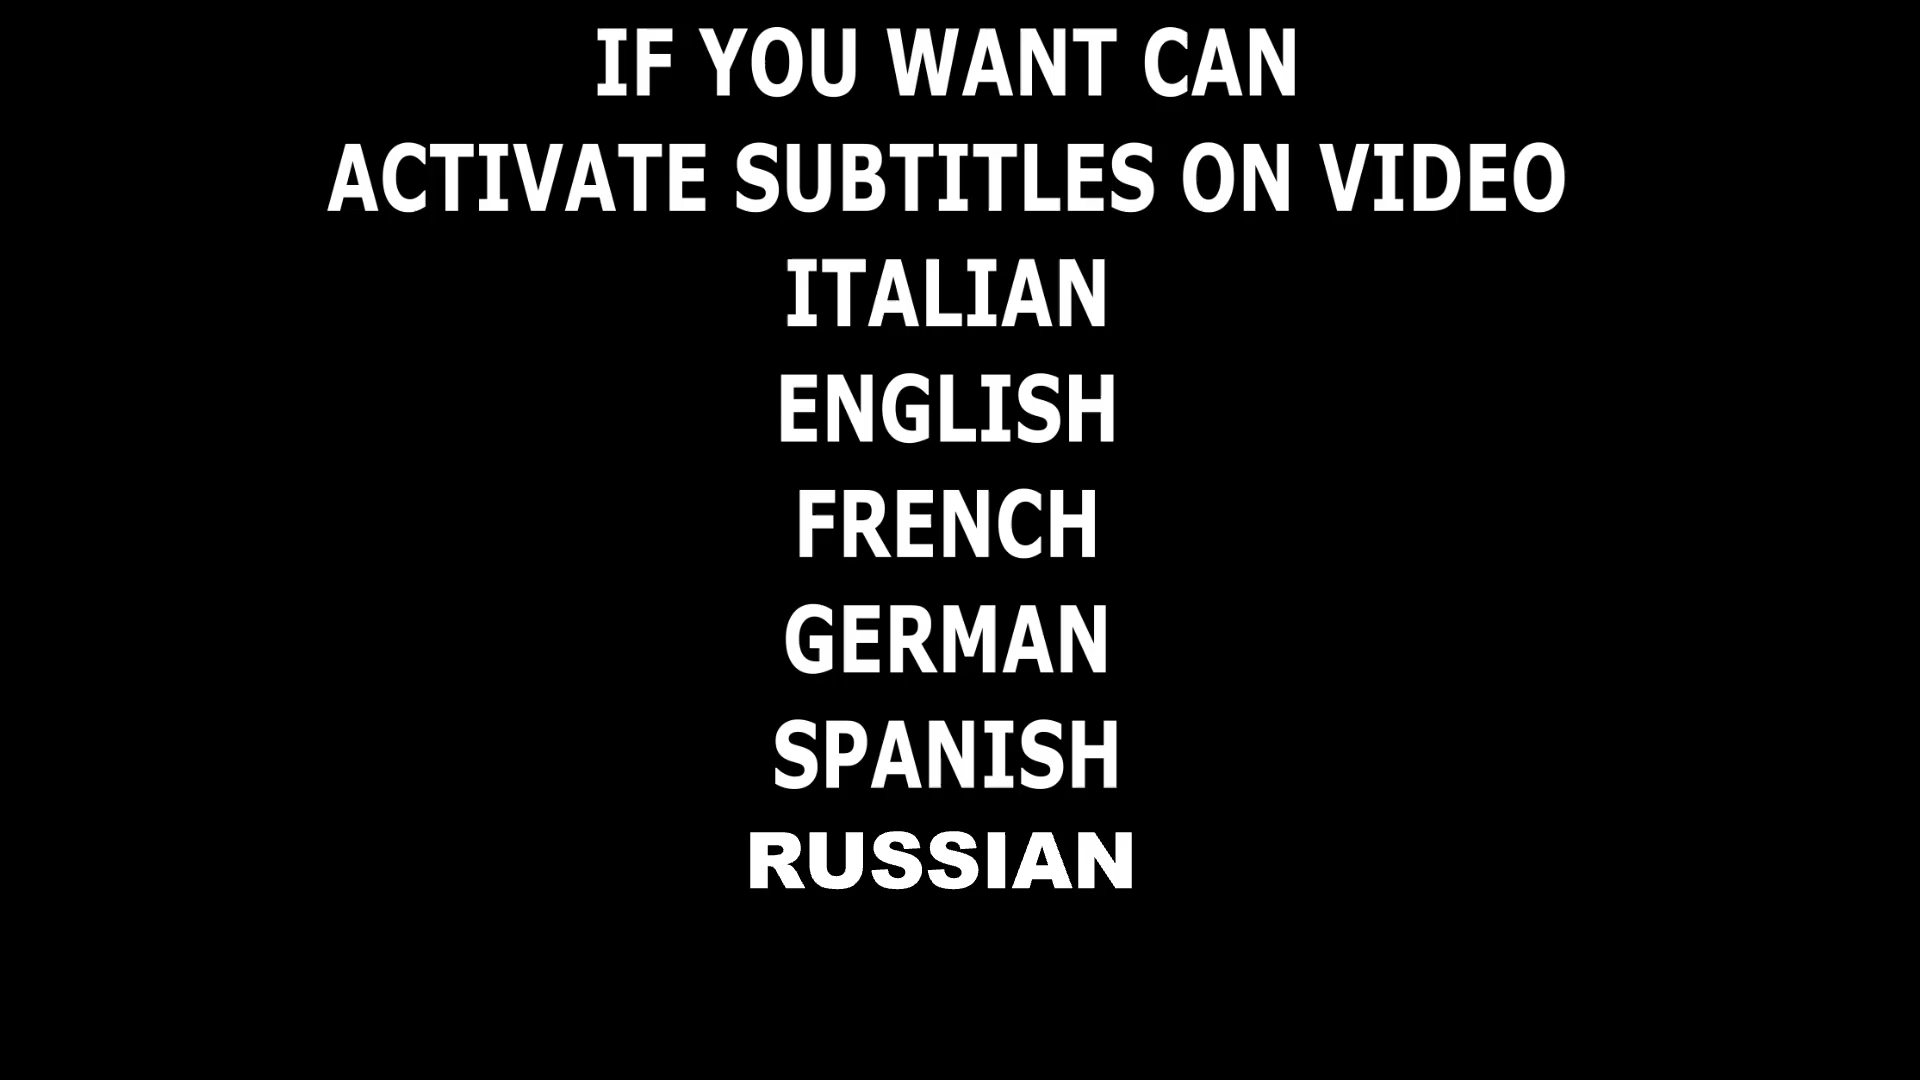 IF YOU WANT CAN
ACTIVATE SUBTITLES ON VIDEO
ITALIAN
ENGLISH
FRENCH
GERMAN
SPANISH
RUSSIAN